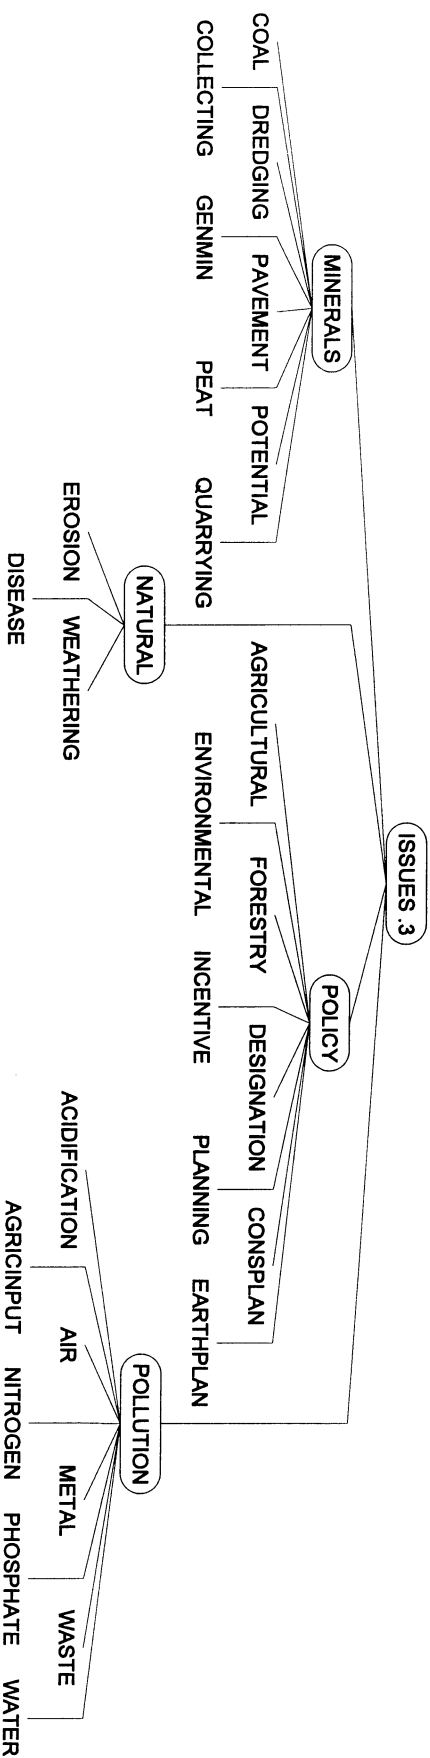 ISSUES .3
MINERALS
POLICY
COAL DREDGING PAVEMENT POTENTIAL
AGRICULTURAL FORESTRY DESIGNATION CONSPLAN
COLLECTING GENMIN PEAT QUARRYING
ENVIRONMENTAL INCENTIVE PLANNING EARTHPLAN
NATURAL
POLLUTION
EROSION WEATHERING
ACIDIFICATION AIR METAL WASTE
DISEASE
AGRICINPUT NITROGEN PHOSPHATE WATER